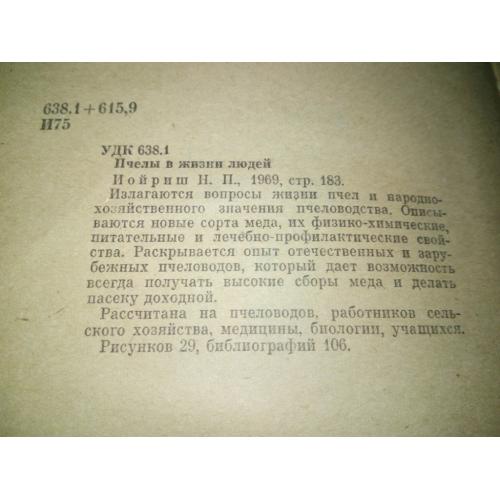 638.1+615,9
И75
УДК 638.1
Пчелы в жизни людей
Иойриш Н. П., 1969, стр. 183.
Излагаются вопросы жизни пчел и народно-
хозяйственного значения пчеловодства. Описы-
ваются новые сорта меда, их физико-химические,
питательные и лечебно-профилактические свой-
ства. Раскрывается опыт отечественных и зару-
бежных пчеловодов, который дает возможность
всегда получать высокие сборы меда и делать
пасеку доходной.
Рассчитана на пчеловодов, работников сель-
ского хозяйства, медицины, биологии, учащихся.
Рисунков 29, библиографий 106.